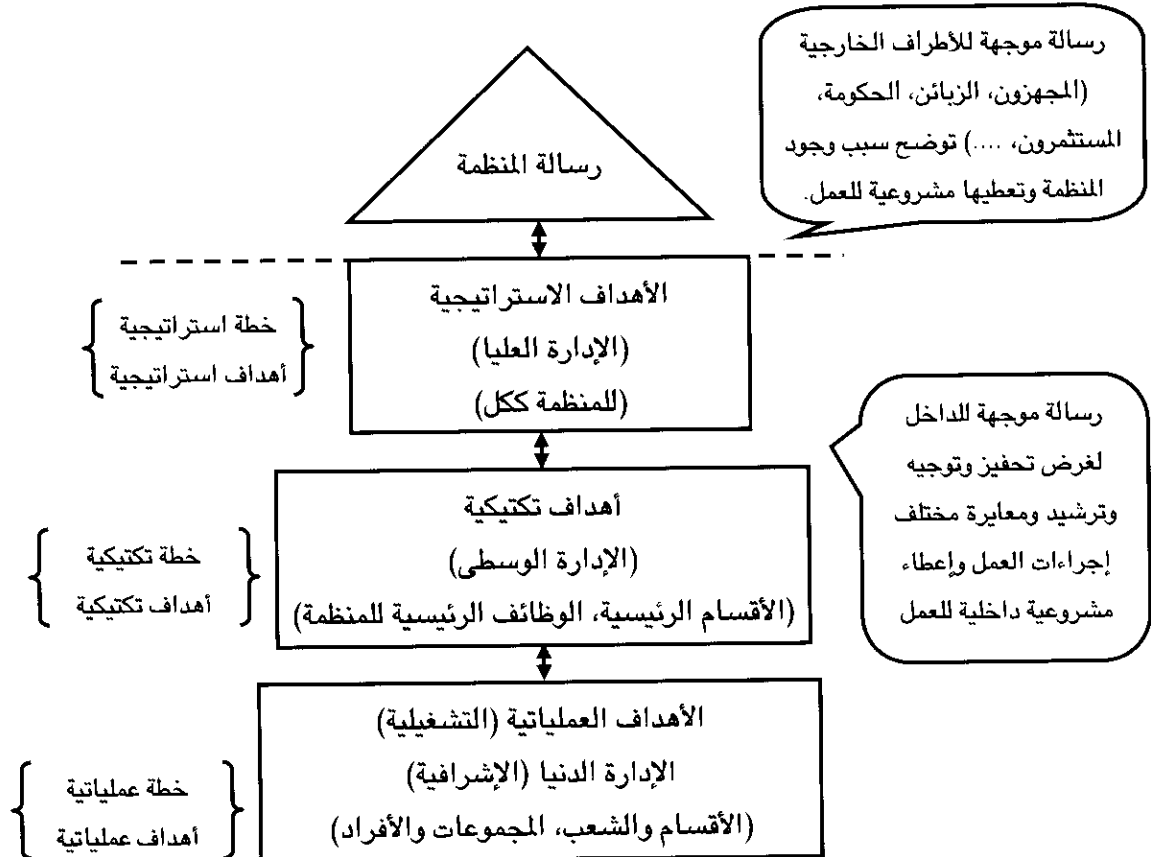 رسالة موجهة للأطراف الخارجية
(المجهزون، الزبائن، الحكومة،
المستثمرون، ....) توضح سبب وجود
المنظمة وتعطيها مشروعية للعمل.
رسالة المنظمة
الأهداف الاستراتيجية
(الإدارة العليا)
(للمنظمة ككل)
خطة استراتيجية
أهداف استراتيجية
رسالة موجهة للداخل
لغرض تحفيز وتوجيه
وترشيد ومعايرة مختلف
إجراءات العمل وإعطاء
مشروعية داخلية للعمل
أهداف تكتيكية
(الإدارة الوسطى)
(الأقسام الرئيسية، الوظائف الرئيسية للمنظمة)
خطة تكتيكية
أهداف تكتيكية
الأهداف العملياتية (التشغيلية)
الإدارة الدنيا (الإشرافية)
(الأقسام والشعب، المجموعات والأفراد)
خطة عملياتية
أهداف عملياتية